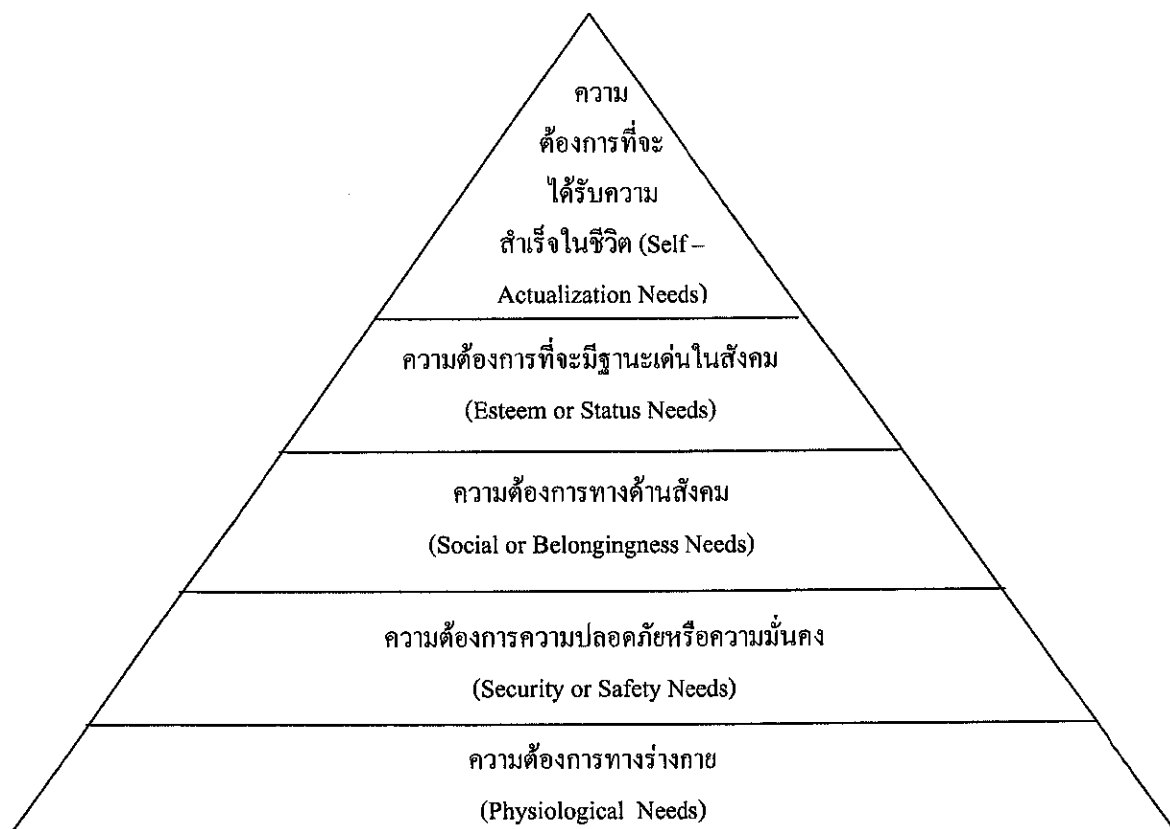 ความ
ต้องการที่จะ
ได้รับความ
สำเร็จในชีวิต (Self –
Actualization Needs)
ความต้องการที่จะมีฐานะเด่นในสังคม
(Esteem or Status Needs)
ความต้องการทางด้านสังคม
(Social or Belongingness Needs)
ความต้องการความปลอดภัยหรือความมั่นคง
(Security or Safety Needs)
ความต้องการทางร่างกาย
(Physiological Needs)